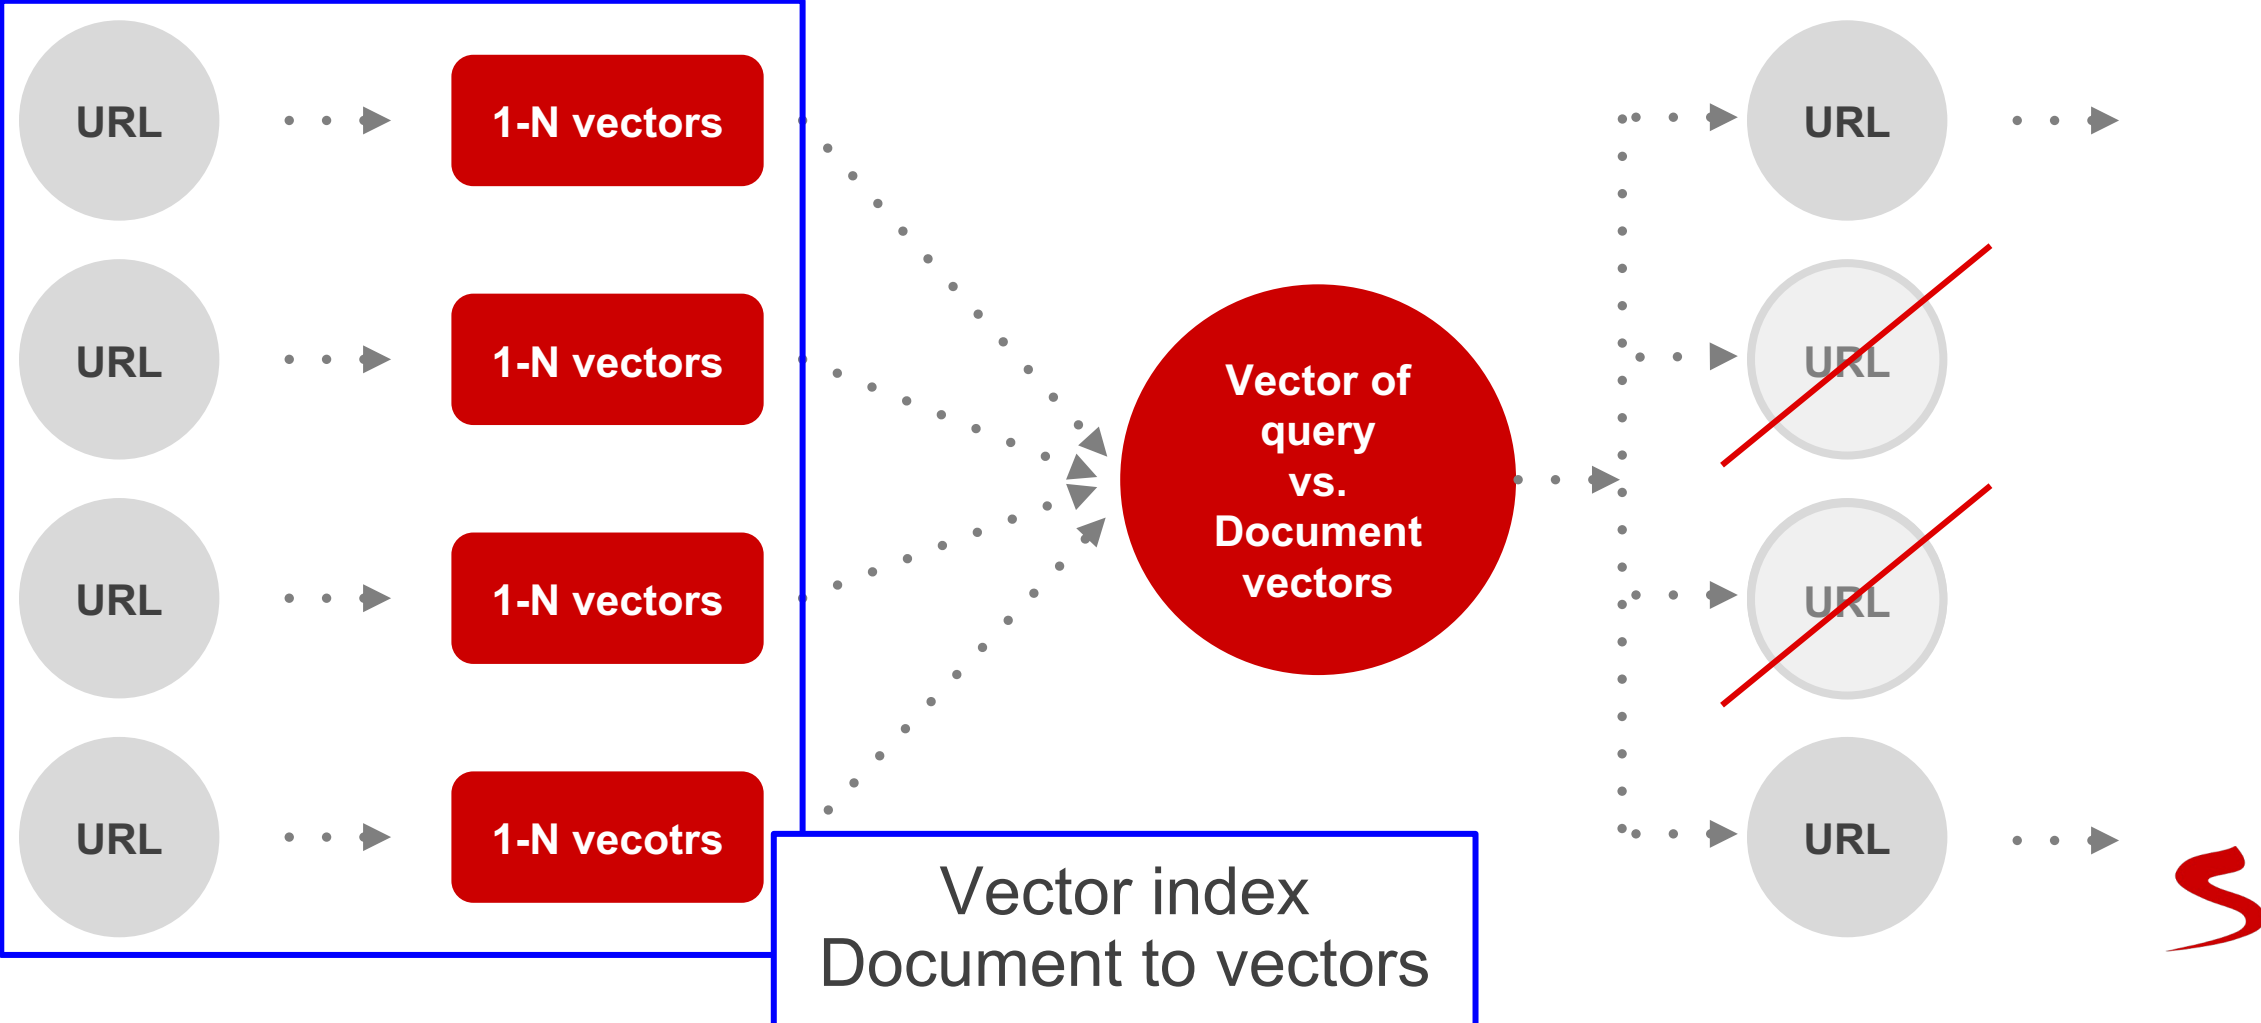 URL
1-N vectors
URL
URL
1-N vectors
URL
Vector of
query
vs.
Document
vectors
URL
1-N vectors
URL
URL
1-N vecotrs
URL
Vector index
Document to vectors